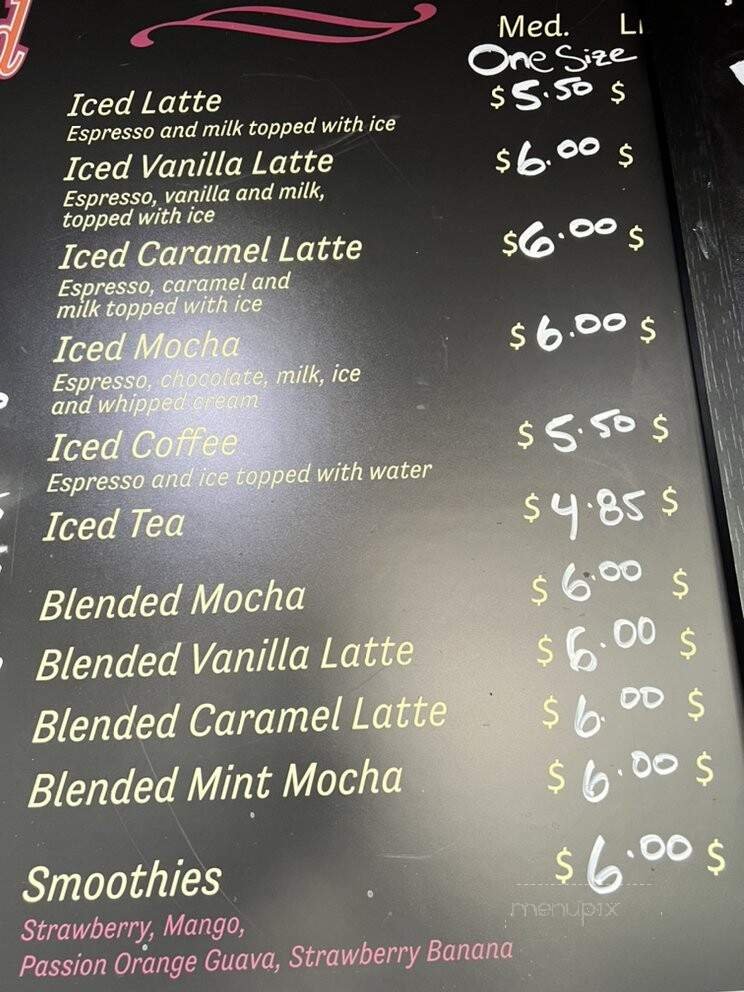 Med.
One Size
Iced Latte $5.50 $
Espresso and milk topped with ice
Iced Vanilla Latte $6.00 $
Espresso, vanilla and milk,
topped with ice
Iced Caramel Latte $6.00 $
Espresso, caramel and
milk topped with ice
Iced Mocha $6.00 $
Espresso, chocolate, milk, ice
and whipped cream
Iced Coffee $5.50 $
Espresso and ice topped with water
Iced Tea $4.85 $
Blended Mocha $6.00 $
Blended Vanilla Latte $6.00 $
Blended Caramel Latte $6.00 $
Blended Mint Mocha $6.00 $
Smoothies $6.00 $
menupix
Strawberry, Mango,
Passion Orange Guava, Strawberry Banana